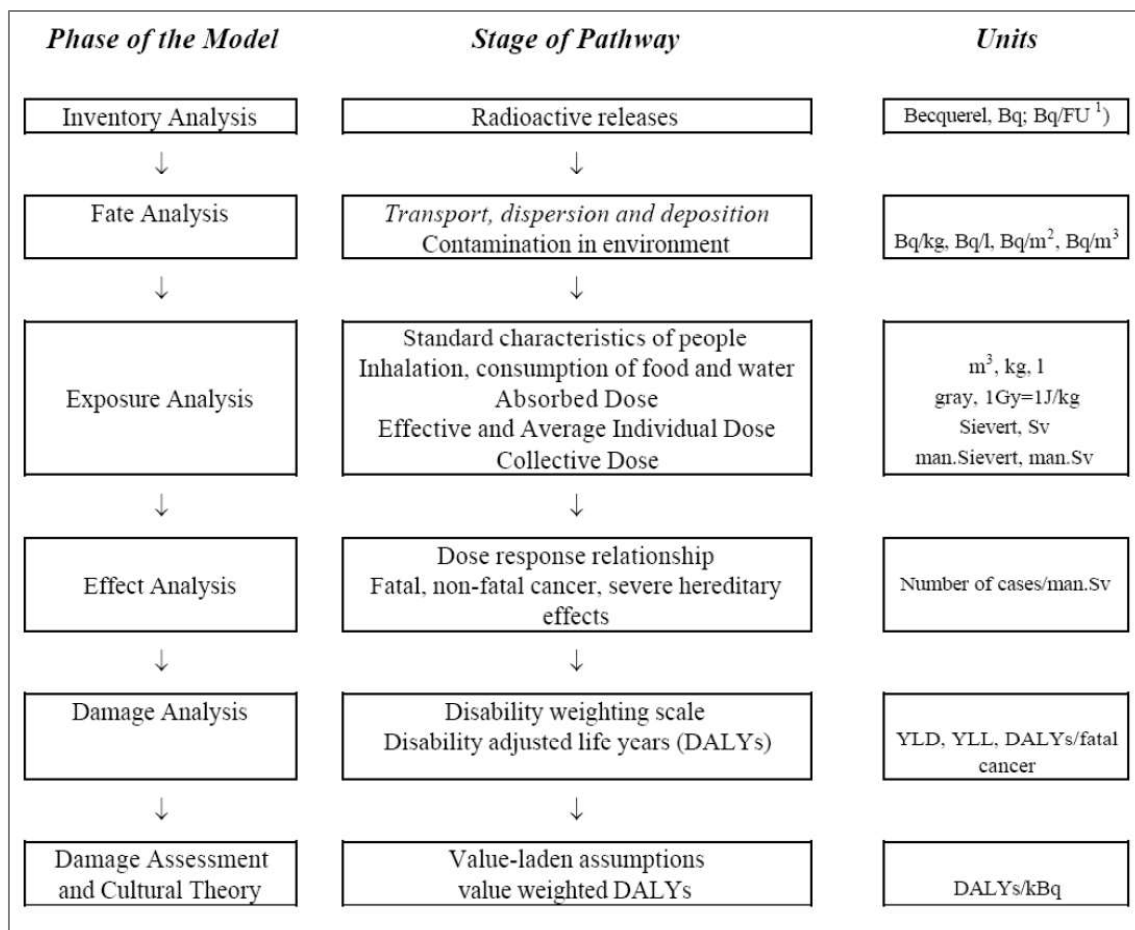 Phase of the Model
Stage of Pathway
Units
Inventory Analysis
Radioactive releases
Becquerel, Bq; Bq/FU ¹)
↓
↓
Fate Analysis
Transport, dispersion and deposition
Contamination in environment
Bq/kg, Bq/l, Bq/m², Bq/m³
↓
↓
Exposure Analysis
Standard characteristics of people
Inhalation, consumption of food and water
Absorbed Dose
Effective and Average Individual Dose
Collective Dose
m³, kg, l
gray, 1Gy=1J/kg
Sievert, Sv
man.Sievert, man.Sv
↓
↓
Effect Analysis
Dose response relationship
Fatal, non-fatal cancer, severe hereditary
effects
Number of cases/man.Sv
↓
↓
Damage Analysis
Disability weighting scale
Disability adjusted life years (DALYs)
YLD, YLL, DALYs/fatal
cancer
↓
↓
Damage Assessment
and Cultural Theory
Value-laden assumptions
value weighted DALYs
DALYs/kBq